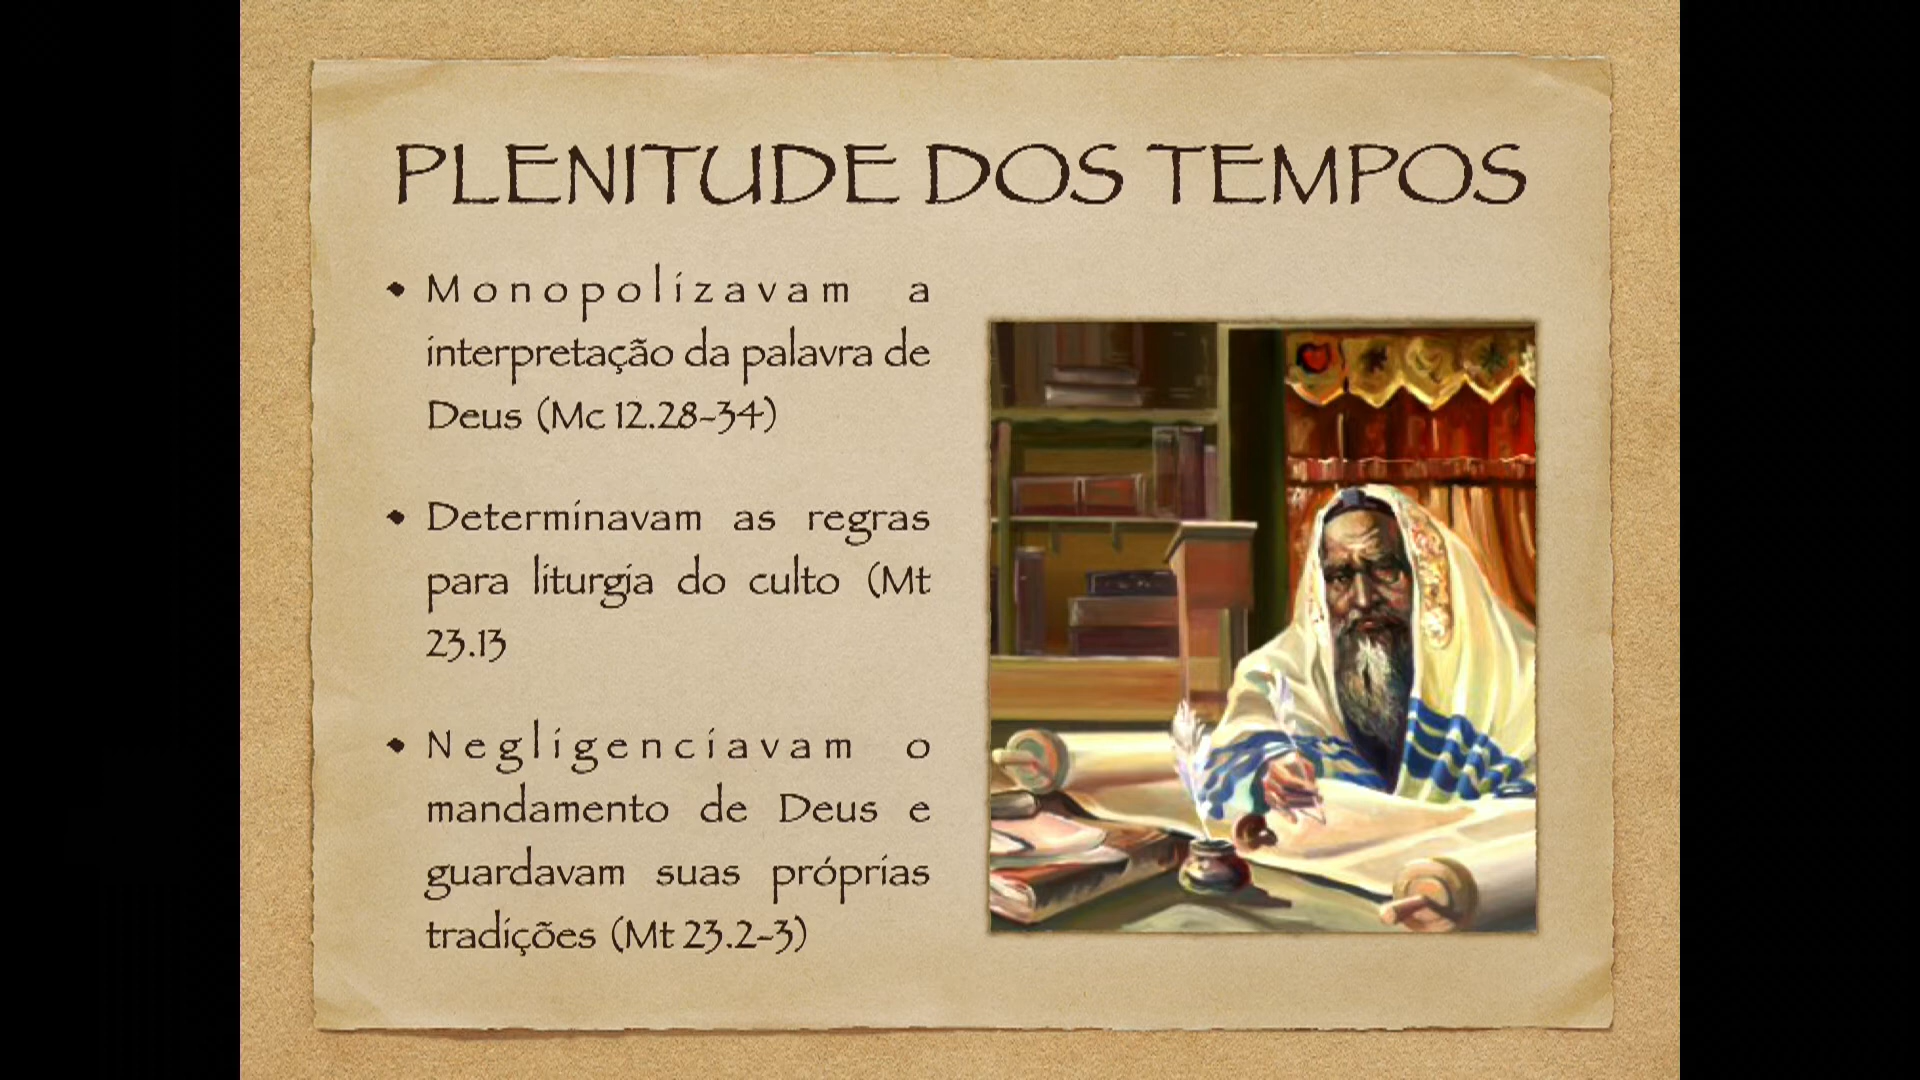 PLENITUDE DOS TEMPOS
• Monopolizavam a
interpretação da palavra de
Deus (Mc 12.28-34)
• Determinavam as regras
para liturgia do culto (Mt
23.13
• Negligenciavam o
mandamento de Deus e
guardavam suas próprias
tradições (Mt 23.2-3)